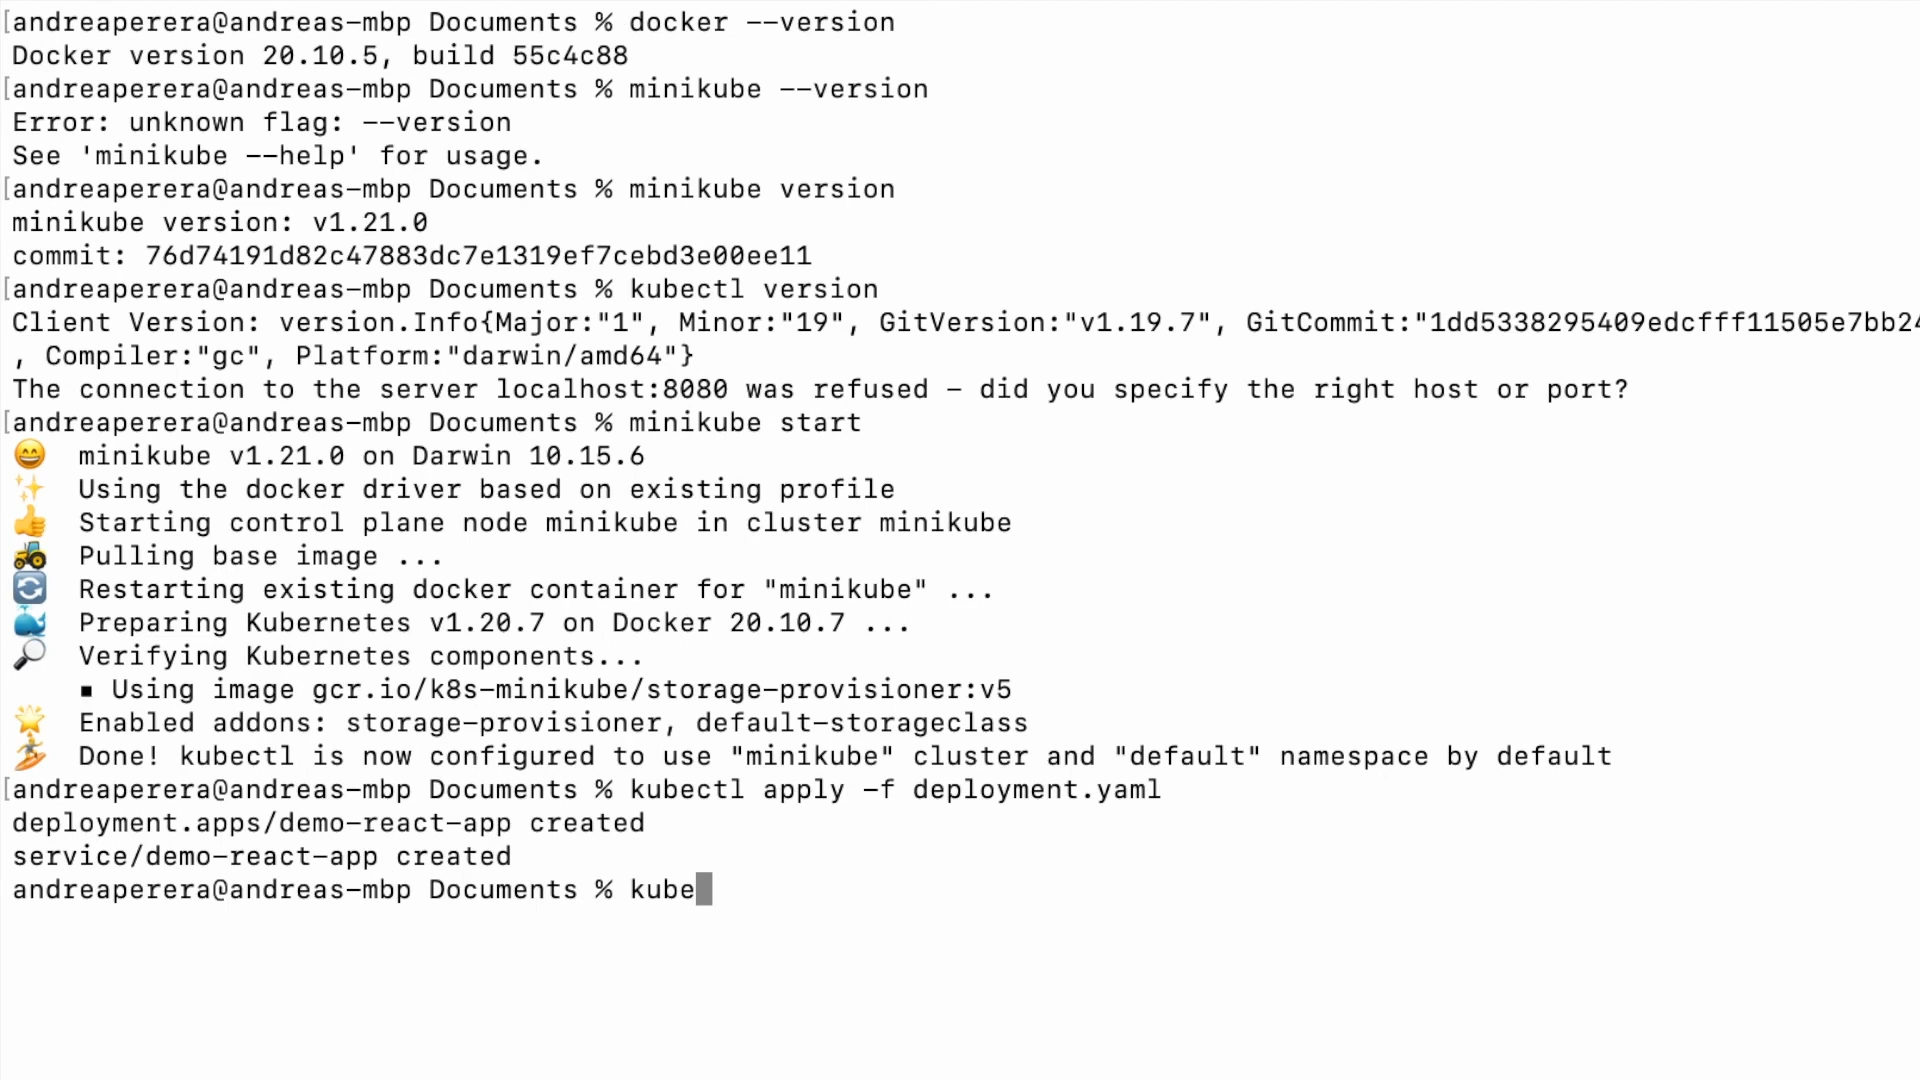 [andreaperera@andreas-mbp Documents % docker --version
Docker version 20.10.5, build 55c4c88
[andreaperera@andreas-mbp Documents % minikube --version
Error: unknown flag: --version
See 'minikube --help' for usage.
[andreaperera@andreas-mbp Documents % minikube version
minikube version: v1.21.0
commit: 76d74191d82c47883dc7e1319ef7cebd3e00ee11
[andreaperera@andreas-mbp Documents % kubectl version
Client Version: version.Info{Major:"1", Minor:"19", GitVersion:"v1.19.7", GitCommit:"1dd5338295409edcfff11505e7bb24
, Compiler:"gc", Platform:"darwin/amd64"}
The connection to the server localhost:8080 was refused - did you specify the right host or port?
[andreaperera@andreas-mbp Documents % minikube start
😄 minikube v1.21.0 on Darwin 10.15.6
✨ Using the docker driver based on existing profile
👍 Starting control plane node minikube in cluster minikube
🚜 Pulling base image ...
🔄 Restarting existing docker container for "minikube" ...
🐳 Preparing Kubernetes v1.20.7 on Docker 20.10.7 ...
🔎 Verifying Kubernetes components...
▪ Using image gcr.io/k8s-minikube/storage-provisioner:v5
🌟 Enabled addons: storage-provisioner, default-storageclass
🏄 Done! kubectl is now configured to use "minikube" cluster and "default" namespace by default
[andreaperera@andreas-mbp Documents % kubectl apply -f deployment.yaml
deployment.apps/demo-react-app created
service/demo-react-app created
andreaperera@andreas-mbp Documents % kube